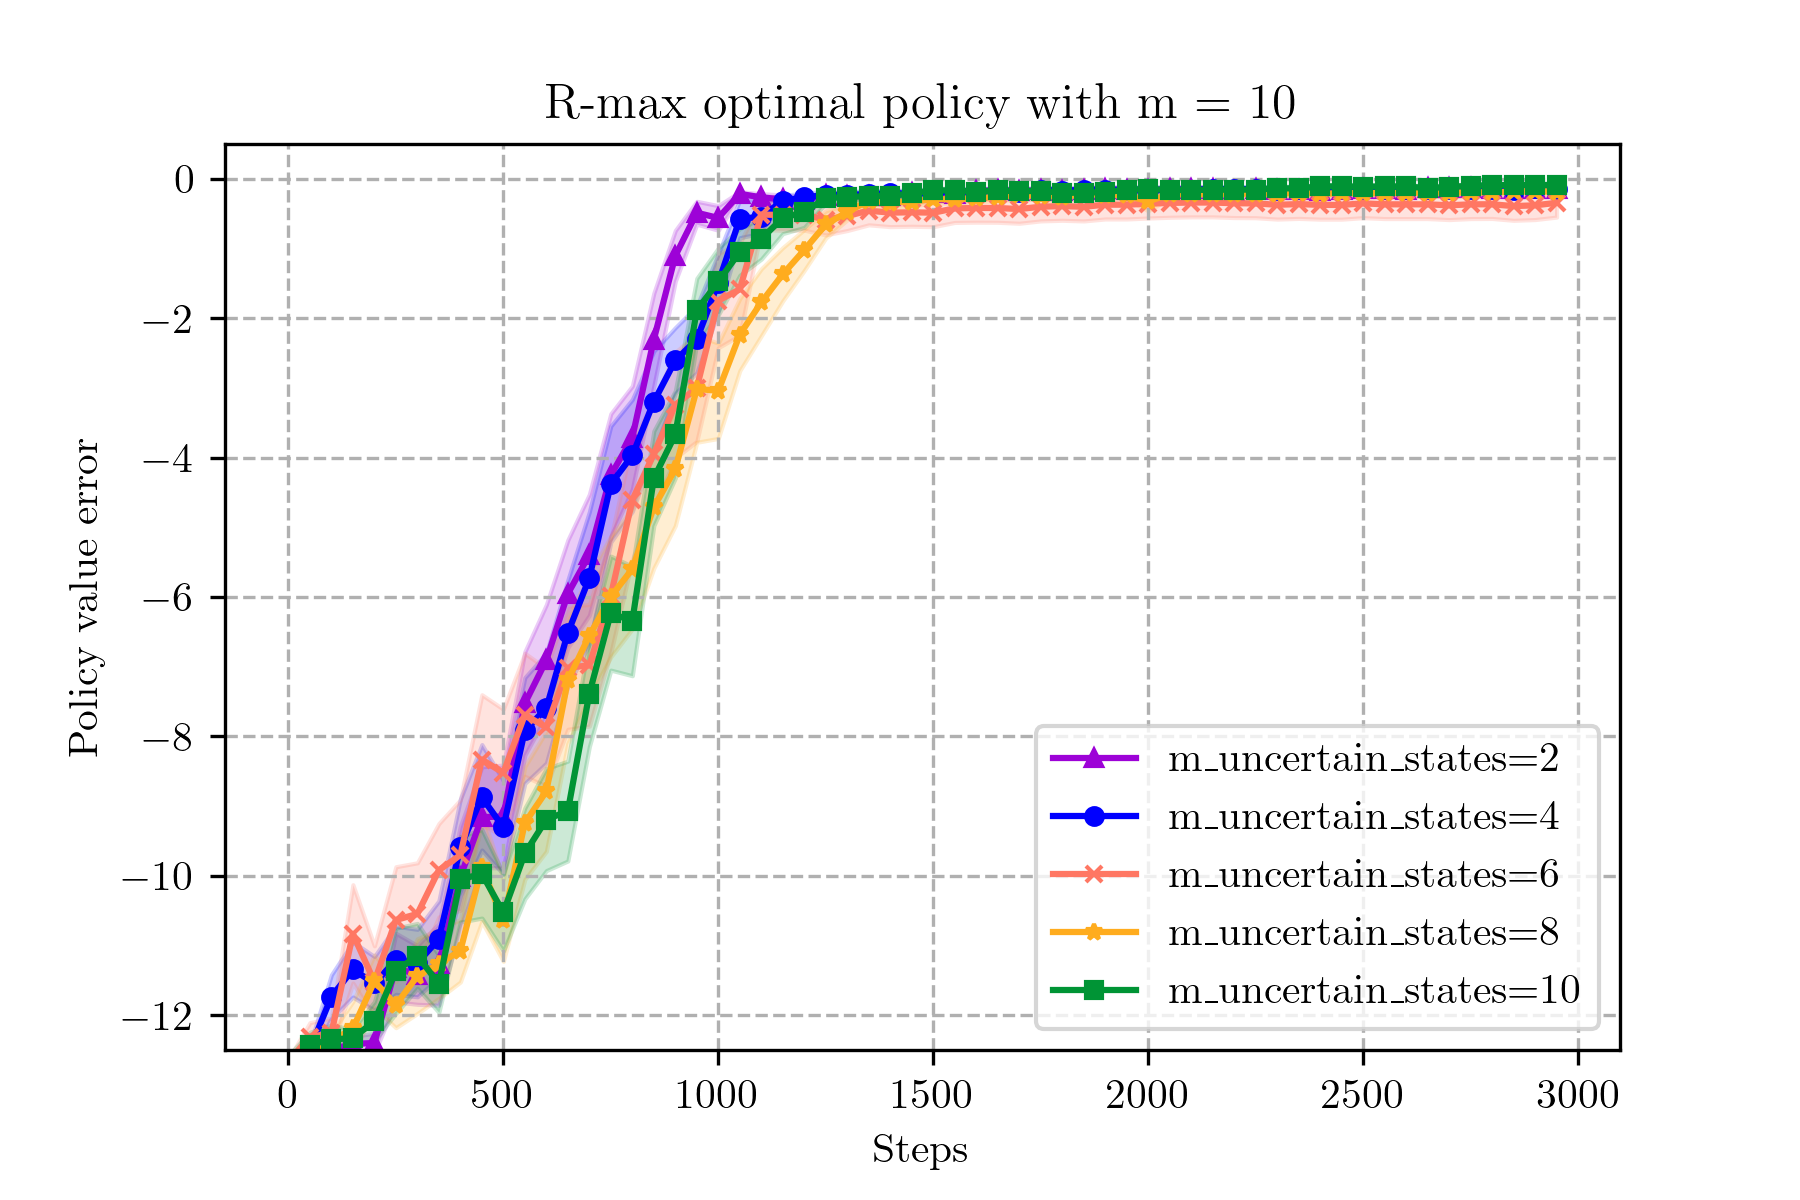 R-max optimal policy with m = 10
Policy value error
0
−2
−4
−6
−8
−10
−12
m_uncertain_states=2
m_uncertain_states=4
m_uncertain_states=6
m_uncertain_states=8
m_uncertain_states=10
0 500 1000 1500 2000 2500 3000
Steps